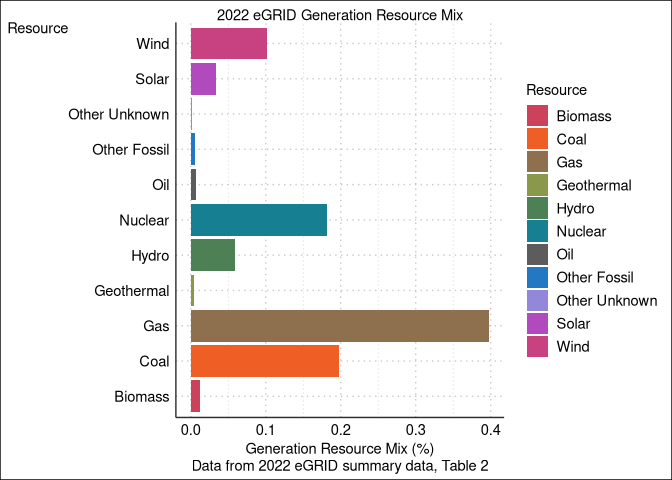 2022 eGRID Generation Resource Mix
Resource
Wind
Solar
Other Unknown
Other Fossil
Oil
Nuclear
Hydro
Geothermal
Gas
Coal
Biomass
0.0 0.1 0.2 0.3 0.4
Generation Resource Mix (%)
Data from 2022 eGRID summary data, Table 2
Resource
Biomass
Coal
Gas
Geothermal
Hydro
Nuclear
Oil
Other Fossil
Other Unknown
Solar
Wind